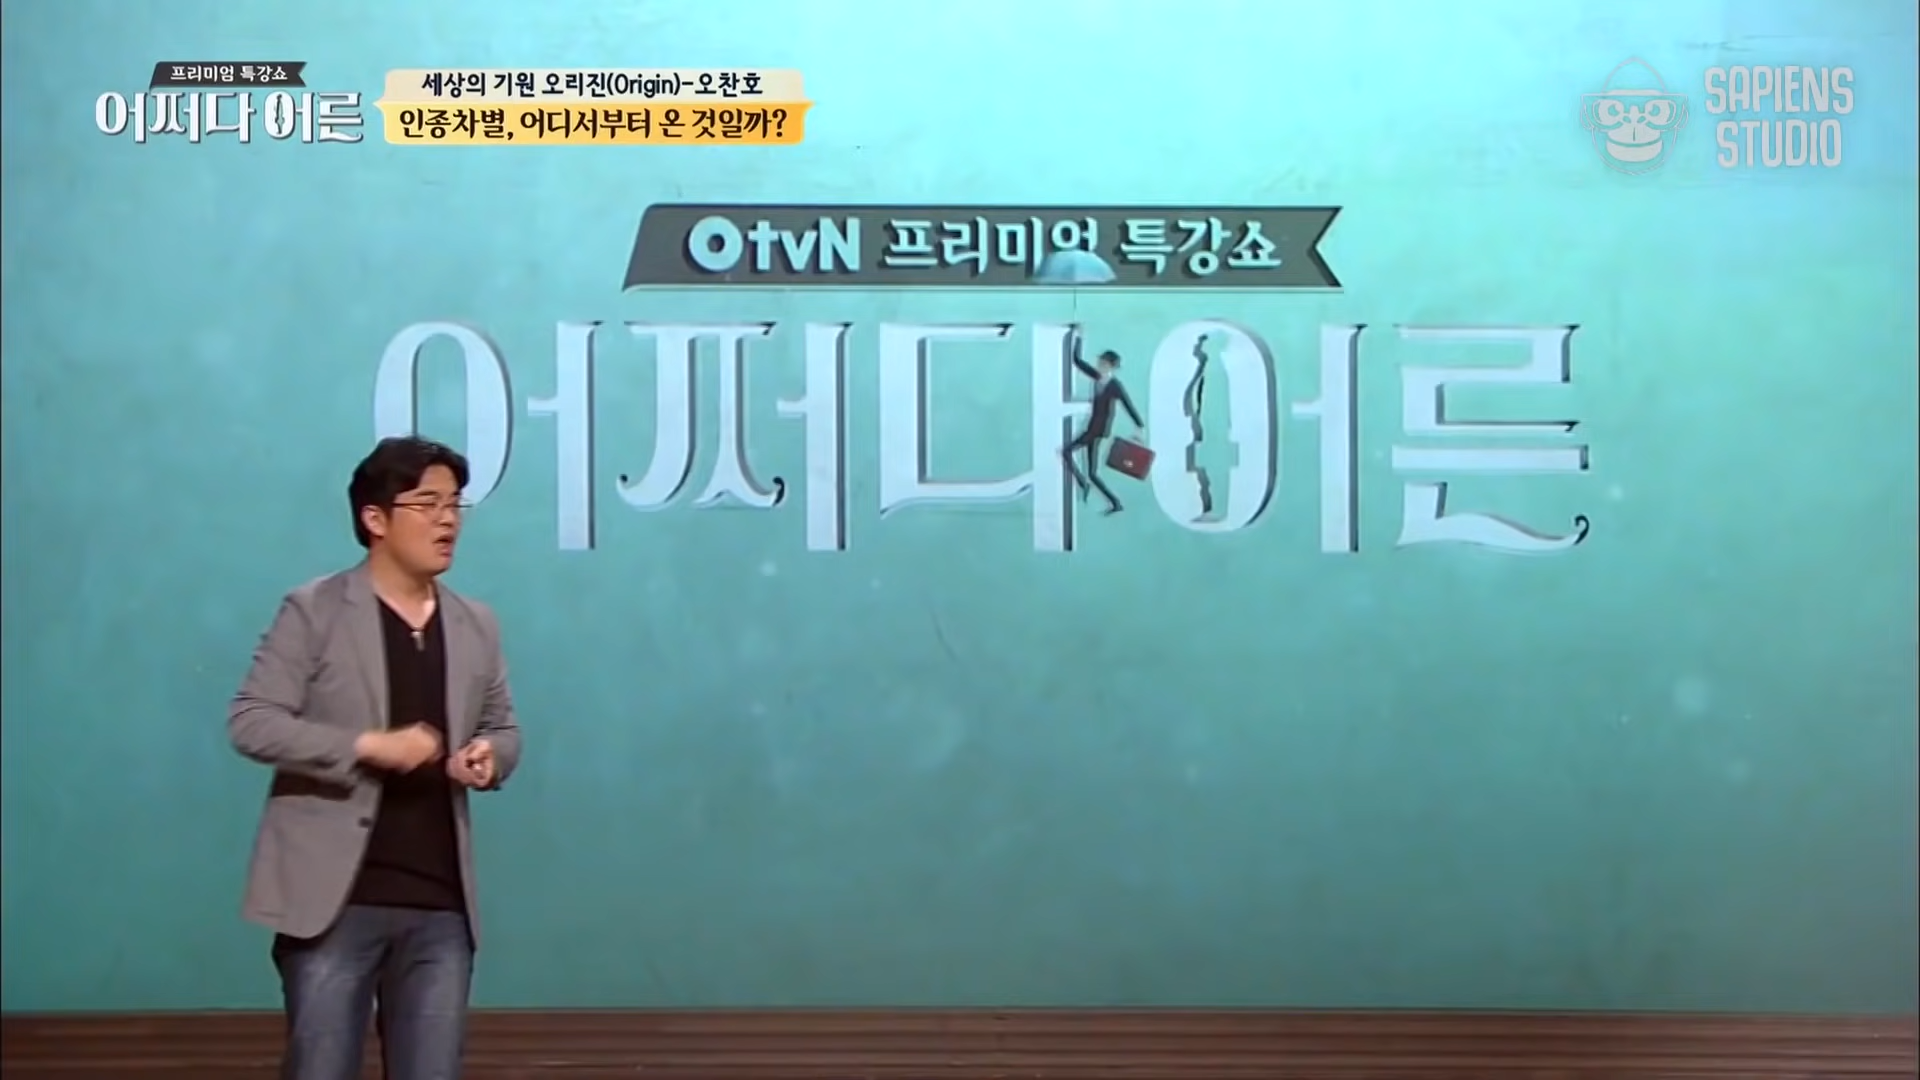 프리미엄 특강쇼
어쩌다 어른
세상의 기원 오리진(Origin)-오찬호
인종차별, 어디서부터 온 것일까?
SAPIENS
STUDIO
OtvN 프리미엄 특강쇼
어쩌다 어른